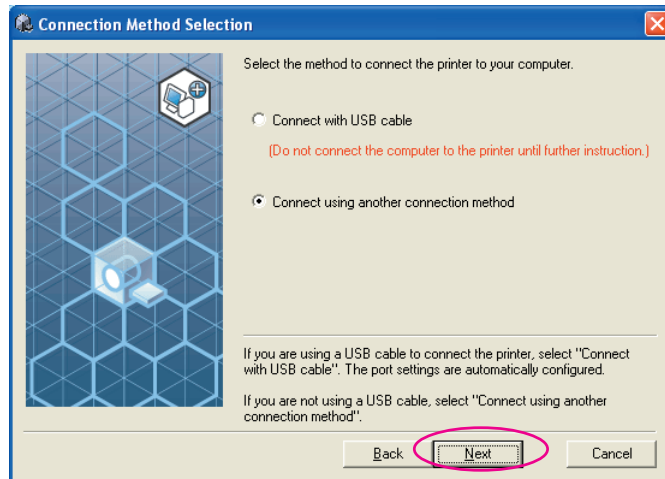 Connection Method Selection
Select the method to connect the printer to your computer.
Connect with USB cable
(Do not connect the computer to the printer until further instruction.)
Connect using another connection method
If you are using a USB cable to connect the printer, select "Connect
with USB cable". The port settings are automatically configured.
If you are not using a USB cable, select "Connect using another
connection method".
Back
Next
Cancel